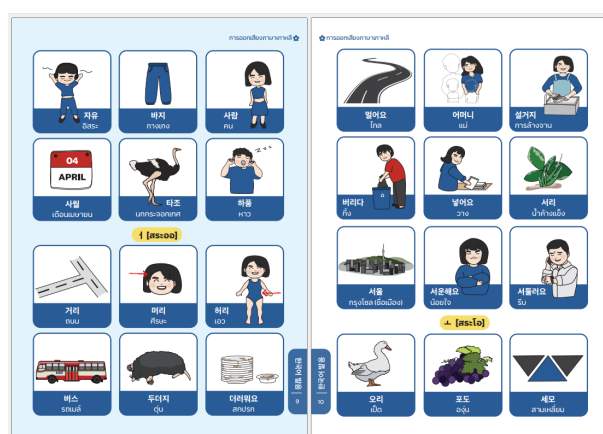 การออกเสียงภาษาเกาหลี
자유
อิสระ
바지
กางเกง
사람
คน
04
APRIL
사월
เดือนเมษายน
타조
นกกระจอกเทศ
하품
หาว
ㅓ [สระออ]
거리
ถนน
머리
ศีรษะ
허리
เอว
버스
รถเมล์
두더지
ตุ่น
더러워요
สกปรก
한국어 발음
9
การออกเสียงภาษาเกาหลี
멀어요
ไกล
어머니
แม่
설거지
การล้างจาน
버리다
ทิ้ง
넣어요
วาง
서리
น้ำค้างแข็ง
서울
กรุงโซล (ชื่อเมือง)
서운해요
น้อยใจ
서둘러요
รีบ
ㅗ [สระโอ]
오리
เป็ด
포도
องุ่น
세모
สามเหลี่ยม
한국어 발음
10